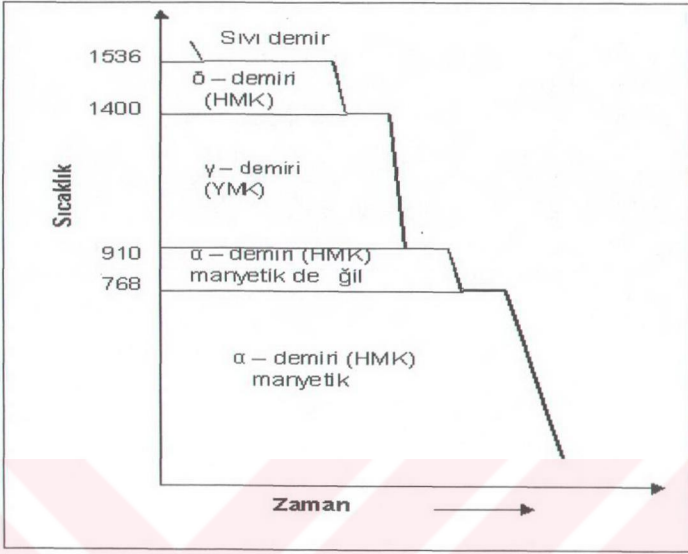 Sıvı demir
1536
δ – demiri
(HMK)
1400
γ – demiri
(YMK)
Sıcaklık
910
α – demiri (HMK)
manyetik de ğil
768
α – demiri (HMK)
manyetik
Zaman